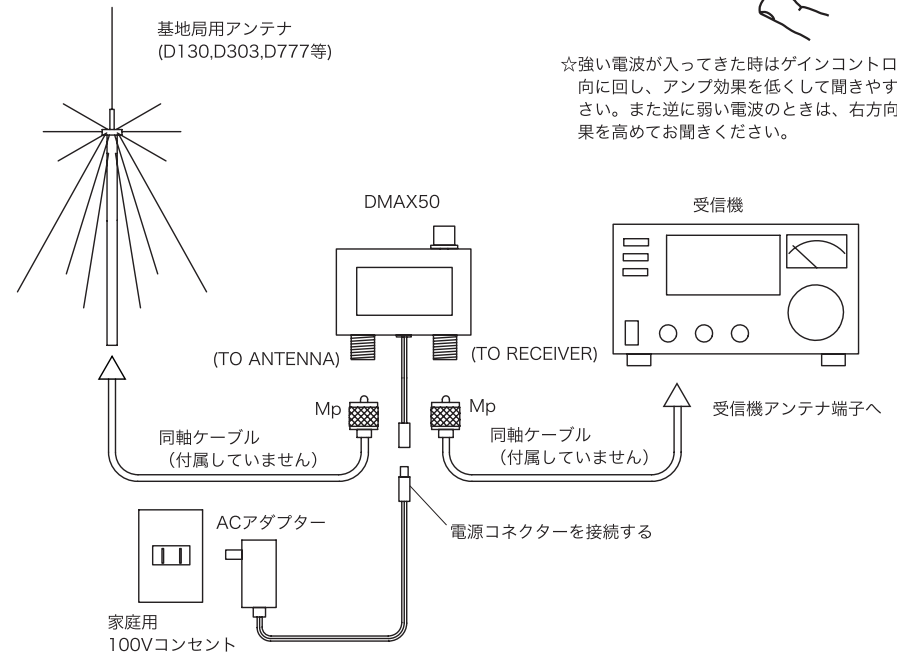 基地局用アンテナ
(D130,D303,D777等)
☆強い電波が入ってきた時はゲインコントロ
向に回し、アンプ効果を低くして聞きやす
さい。また逆に弱い電波のときは、右方向
果を高めてお聞きください。
DMAX50
受信機
(TO ANTENNA)
(TO RECEIVER)
Mp
Mp
受信機アンテナ端子へ
同軸ケーブル
（付属していません）
同軸ケーブル
（付属していません）
ACアダプター
電源コネクターを接続する
家庭用
100Vコンセント